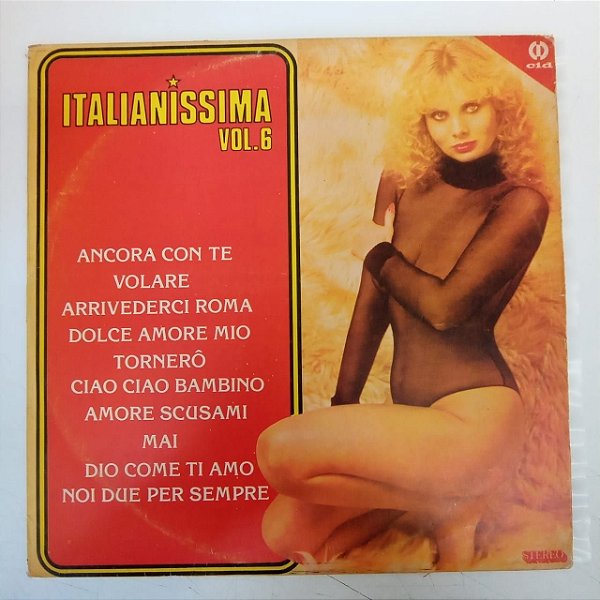 ITALIANISSIMA
VOL.6
cid
ANCORA CON TE
VOLARE
ARRIVEDERCI ROMA
DOLCE AMORE MIO
TORNERÔ
CIAO CIAO BAMBINO
AMORE SCUSAMI
MAI
DIO COME TI AMO
NOI DUE PER SEMPRE
STEREO